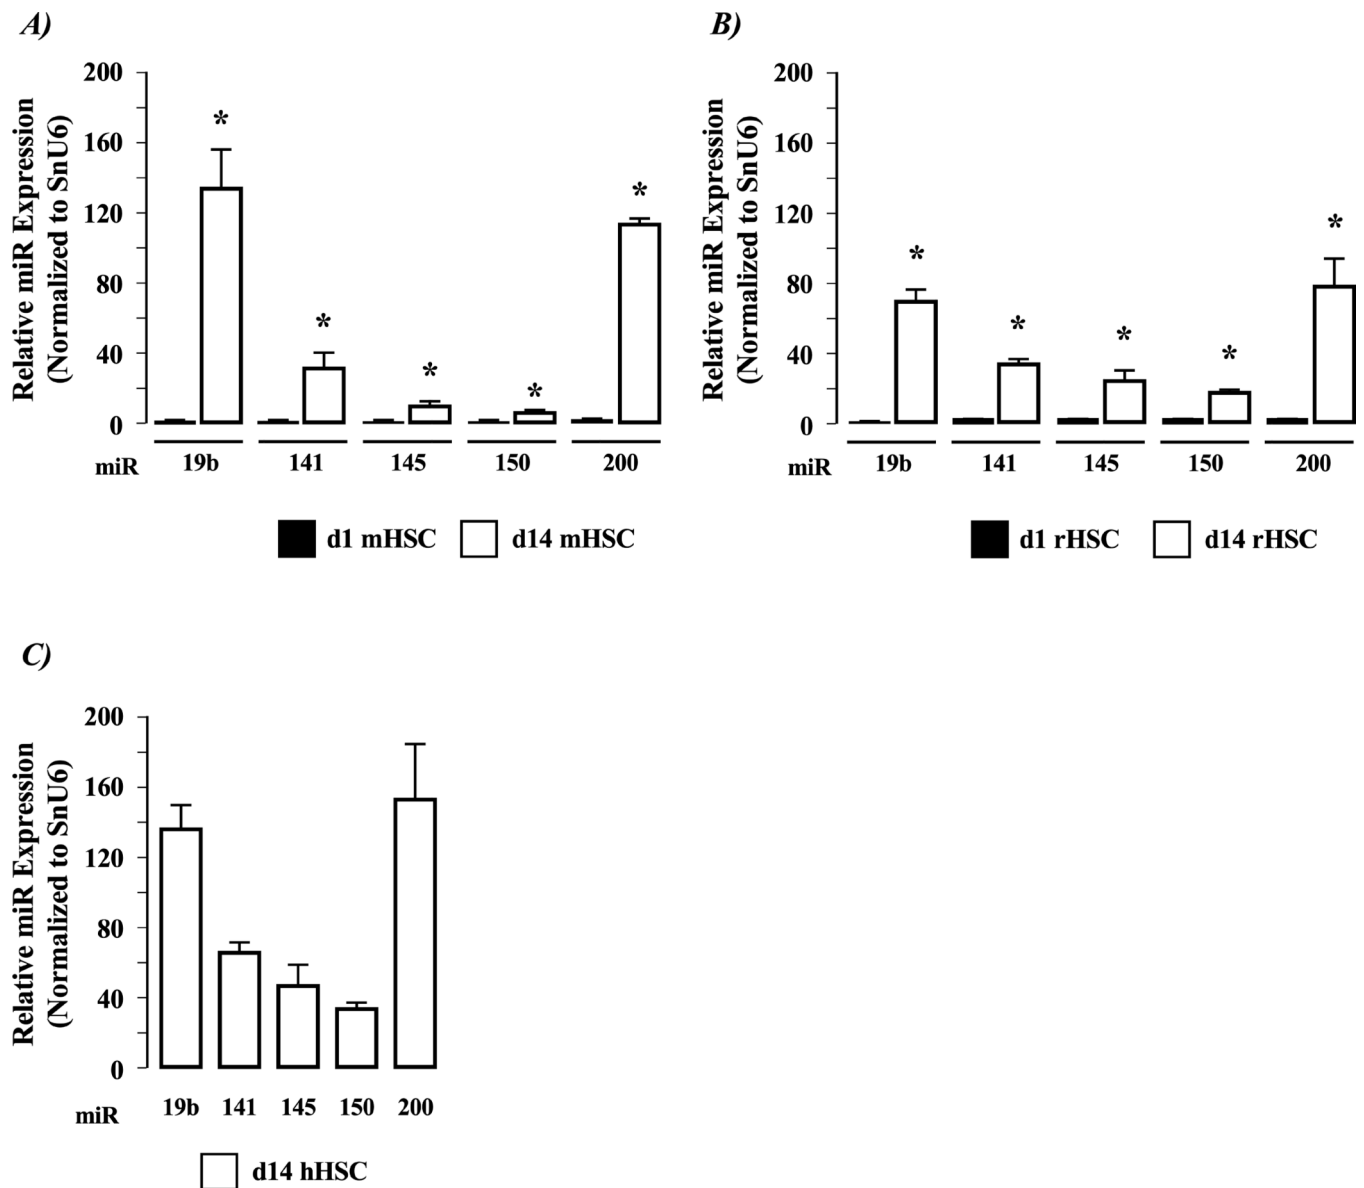 A)
Relative miR Expression
(Normalized to SnU6)
200
160
120
80
40
0
*
*
*
*
*
miR
19b
141
145
150
200
d1 mHSC
d14 mHSC
B)
Relative miR Expression
(Normalized to SnU6)
200
160
120
80
40
0
*
*
*
*
*
miR
19b
141
145
150
200
d1 rHSC
d14 rHSC
C)
Relative miR Expression
(Normalized to SnU6)
200
160
120
80
40
0
miR
19b
141
145
150
200
d14 hHSC